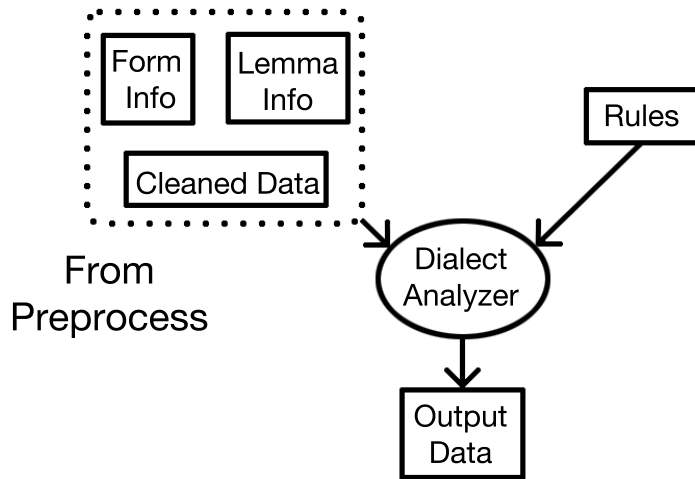 Form
Info
Lemma
Info
Cleaned Data
Rules
From
Preprocess
Dialect
Analyzer
Output
Data